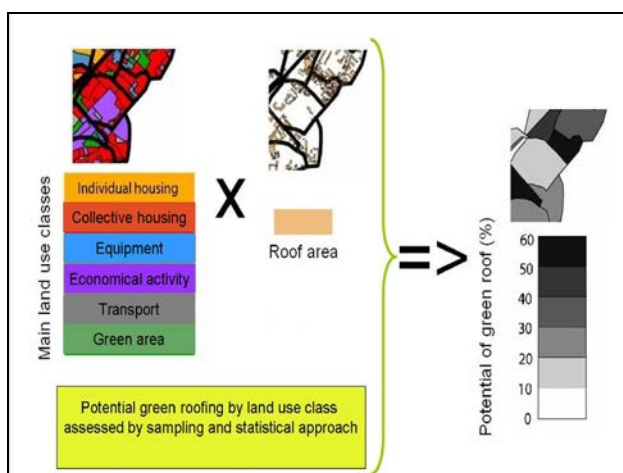 Main land use classes
Individual housing
Collective housing
Equipment
Economical activity
Transport
Green area
X
Roof area
=>
Potential of green roof (%)
60
50
40
30
20
10
0
Potential green roofing by land use class
assessed by sampling and statistical approach